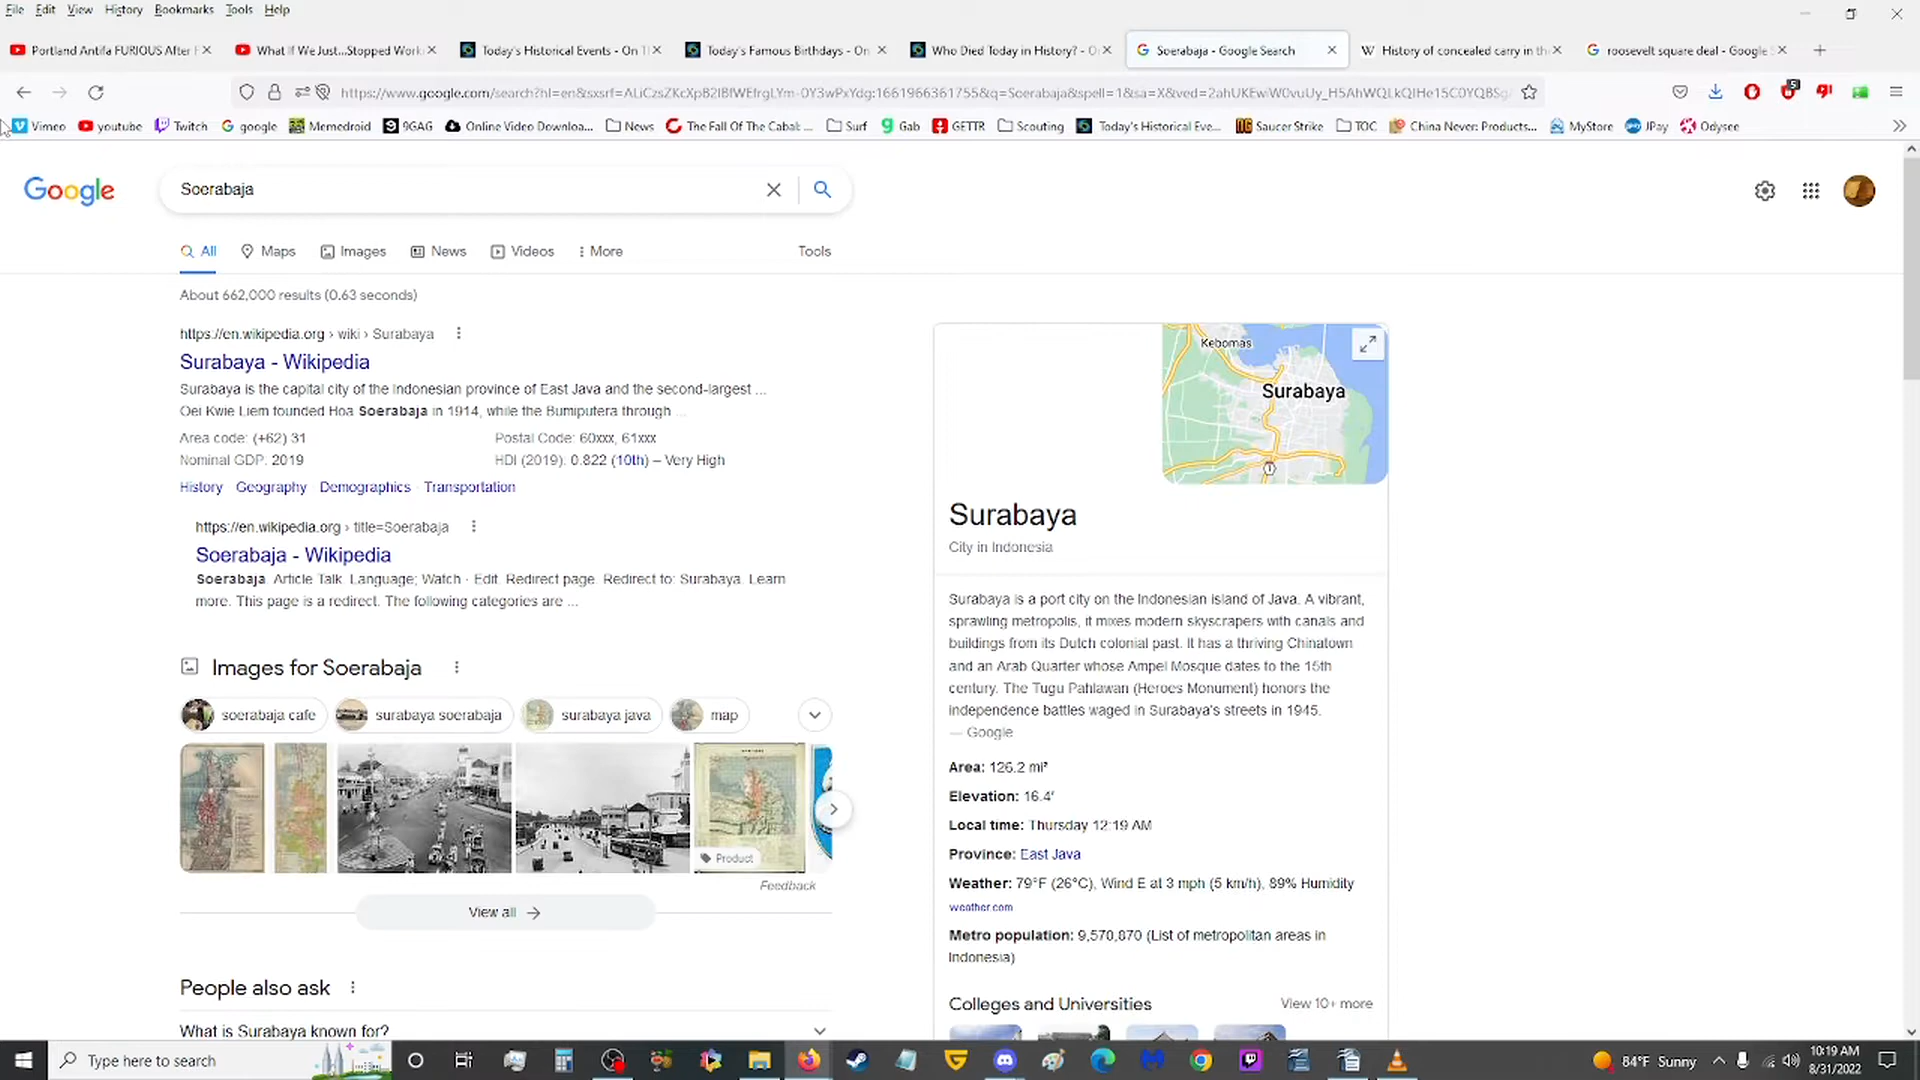 File Edit View History Bookmarks Tools Help
Portland Antifa FURIOUS After F
What If We Just...Stopped Work
Today's Historical Events - On Th
Today's Famous Birthdays - On
Who Died Today in History? - O
Soerabaja - Google Search
History of concealed carry in the
roosevelt square deal - Google S
Vimeo youtube Twitch google Memedroid 9GAG Online Video Downloa... News The Fall Of The Cabal... Surf Gab GETTR Scouting Today's Historical Eve... Saucer Strike TOC China Never: Products... MyStore JPay Odysee
Google
Soerabaja
All Maps Images News Videos More Tools
About 662,000 results (0.63 seconds)
https://en.wikipedia.org › wiki › Surabaya
Surabaya - Wikipedia
Surabaya is the capital city of the Indonesian province of East Java and the second-largest ...
Oei Kwie Liem founded Hoa Soerabaja in 1914, while the Bumiputera through ...
Area code: (+62) 31
Postal Code: 60xxx, 61xxx
Nominal GDP: 2019
HDI (2019): 0.822 (10th) – Very High
History Geography Demographics Transportation
https://en.wikipedia.org › title=Soerabaja
Soerabaja - Wikipedia
Soerabaja. Article Talk. Language; Watch · Edit. Redirect page. Redirect to: Surabaya. Learn
more. This page is a redirect. The following categories are ...
Images for Soerabaja
soerabaja cafe
surabaya soerabaja
surabaya java
map
Product
Feedback
View all
People also ask
What is Surabaya known for?
Kebomas
Surabaya
Surabaya
City in Indonesia
Surabaya is a port city on the Indonesian island of Java. A vibrant,
sprawling metropolis, it mixes modern skyscrapers with canals and
buildings from its Dutch colonial past. It has a thriving Chinatown
and an Arab Quarter whose Ampel Mosque dates to the 15th
century. The Tugu Pahlawan (Heroes Monument) honors the
independence battles waged in Surabaya's streets in 1945.
— Google
Area: 126.2 mi²
Elevation: 16.4′
Local time: Thursday 12:19 AM
Province: East Java
Weather: 79°F (26°C), Wind E at 3 mph (5 km/h), 89% Humidity
weather.com
Metro population: 9,570,870 (List of metropolitan areas in
Indonesia)
Colleges and Universities
View 10+ more
Type here to search
84°F Sunny
10:19 AM
8/31/2022